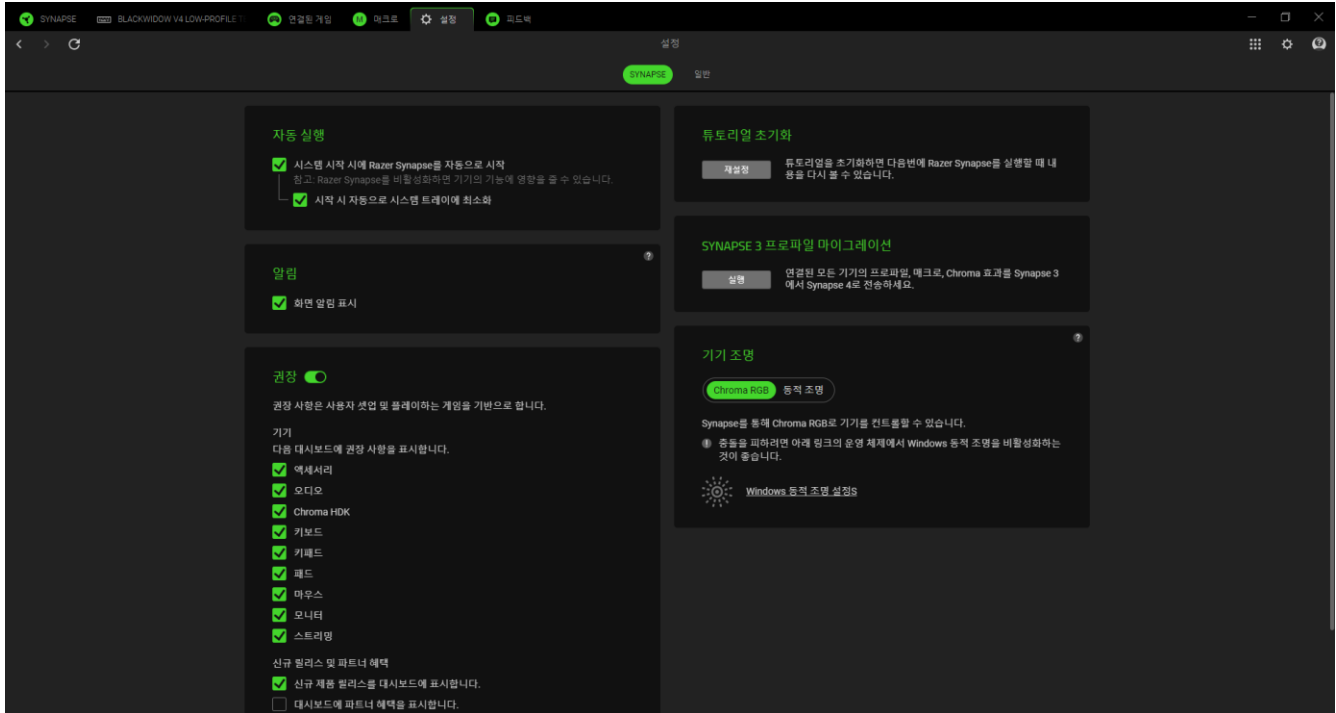 SYNAPSE
BLACKWIDOW V4 LOW-PROFILE T
연결된 게임
매크로
설정
피드백
설정
SYNAPSE
일반
자동 실행
시스템 시작 시에 Razer Synapse를 자동으로 시작
참고: Razer Synapse를 비활성화하면 기기의 기능에 영향을 줄 수 있습니다.
시작 시 자동으로 시스템 트레이에 최소화
알림
화면 알림 표시
권장
권장 사항은 사용자 셋업 및 플레이하는 게임을 기반으로 합니다.
기기
다음 대시보드에 권장 사항을 표시합니다.
액세서리
오디오
Chroma HDK
키보드
키패드
패드
마우스
모니터
스트리밍
신규 릴리스 및 파트너 혜택
신규 제품 릴리스를 대시보드에 표시합니다.
대시보드에 파트너 혜택을 표시합니다.
튜토리얼 초기화
재설정
튜토리얼을 초기화하면 다음번에 Razer Synapse를 실행할 때 내
용을 다시 볼 수 있습니다.
SYNAPSE 3 프로파일 마이그레이션
실행
연결된 모든 기기의 프로파일, 매크로, Chroma 효과를 Synapse 3
에서 Synapse 4로 전송하세요.
기기 조명
Chroma RGB
동적 조명
Synapse를 통해 Chroma RGB로 기기를 컨트롤할 수 있습니다.
충돌을 피하려면 아래 링크의 운영 체제에서 Windows 동적 조명을 비활성화하는
것이 좋습니다.
Windows 동적 조명 설정S